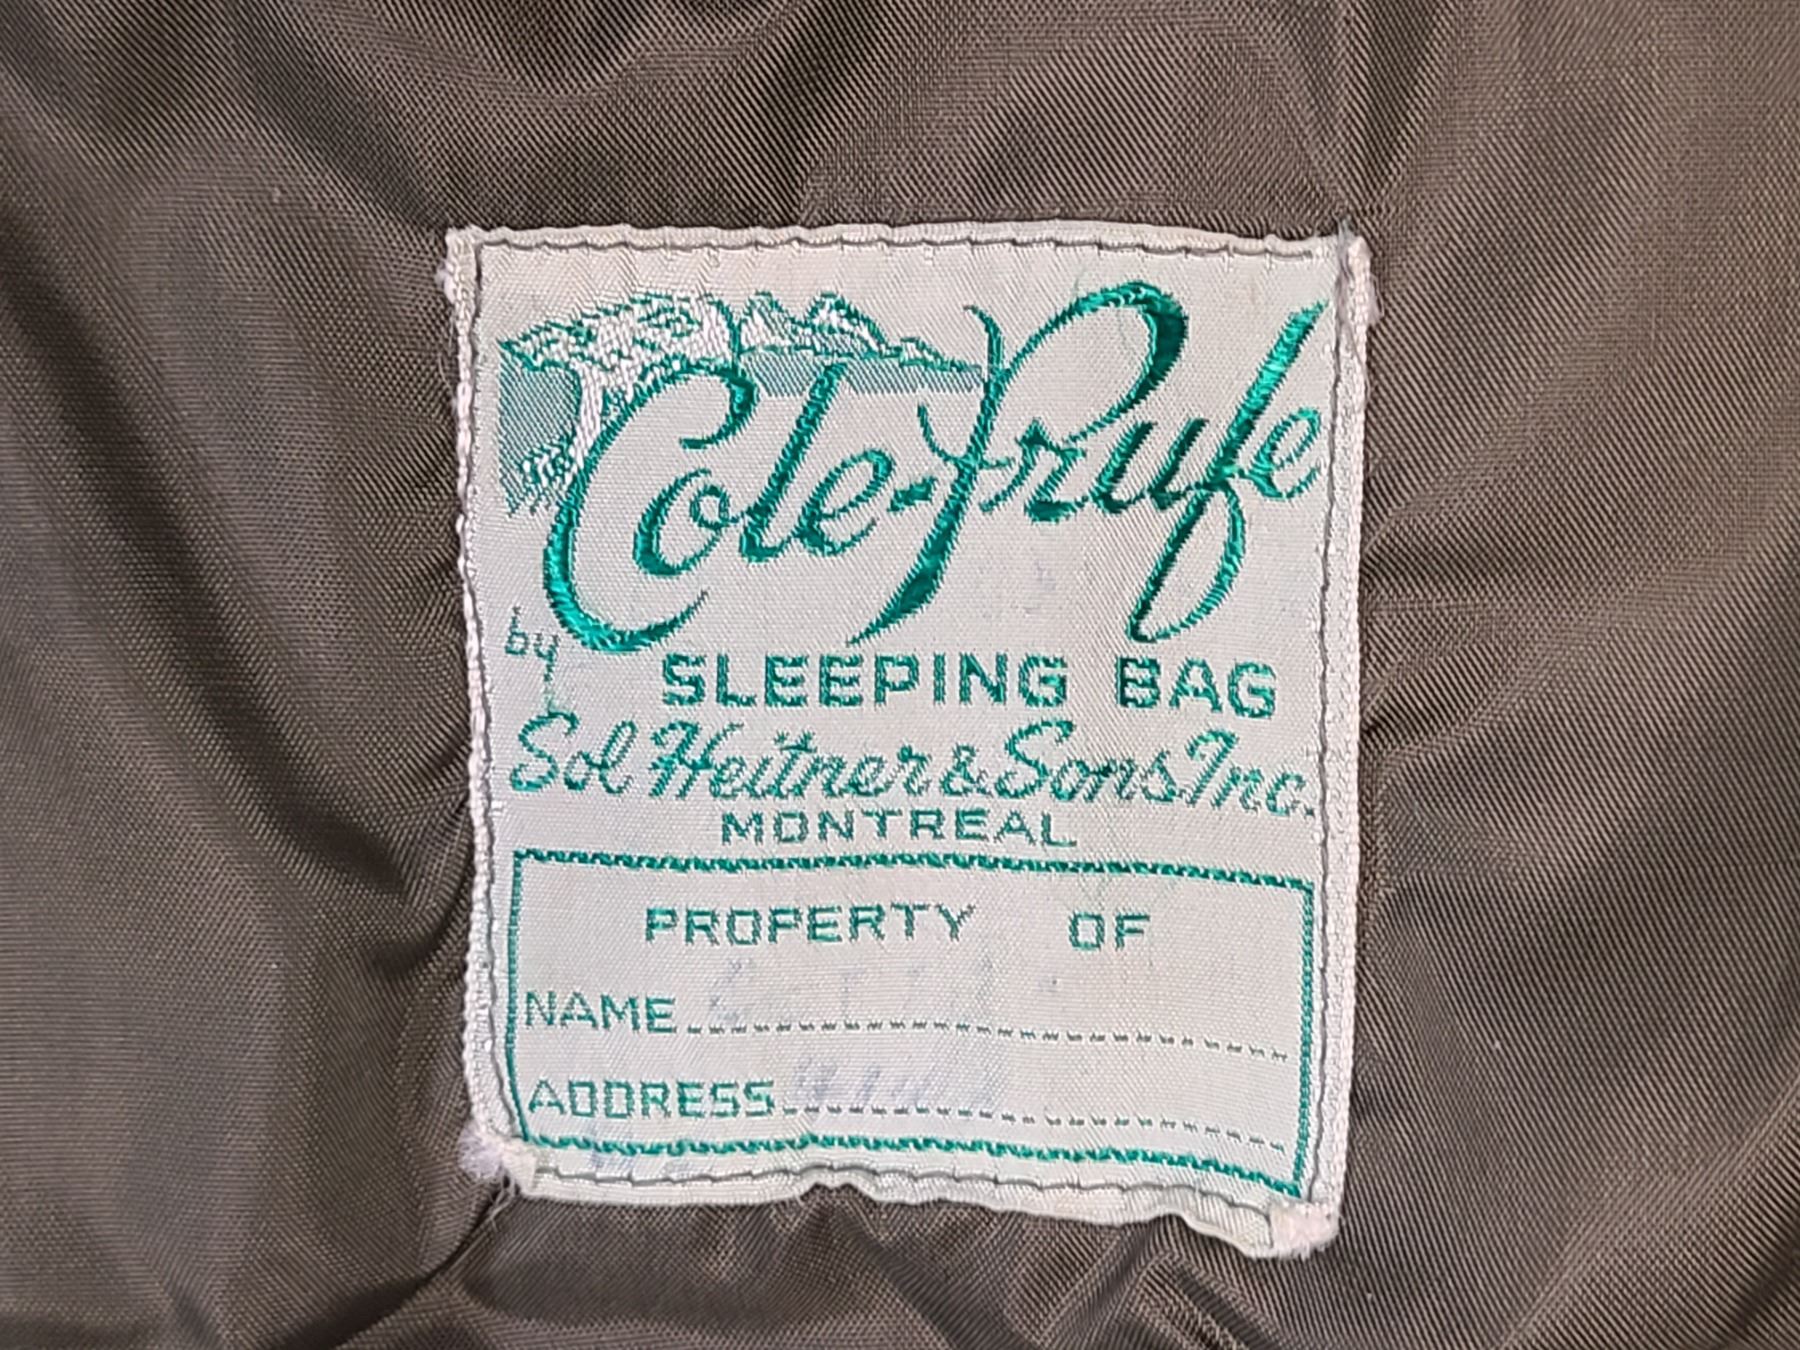 Cole-Prufe
by
SLEEPING BAG
Sol Heitner & Sons Inc.
MONTREAL
PROPERTY OF
NAME
ADDRESS